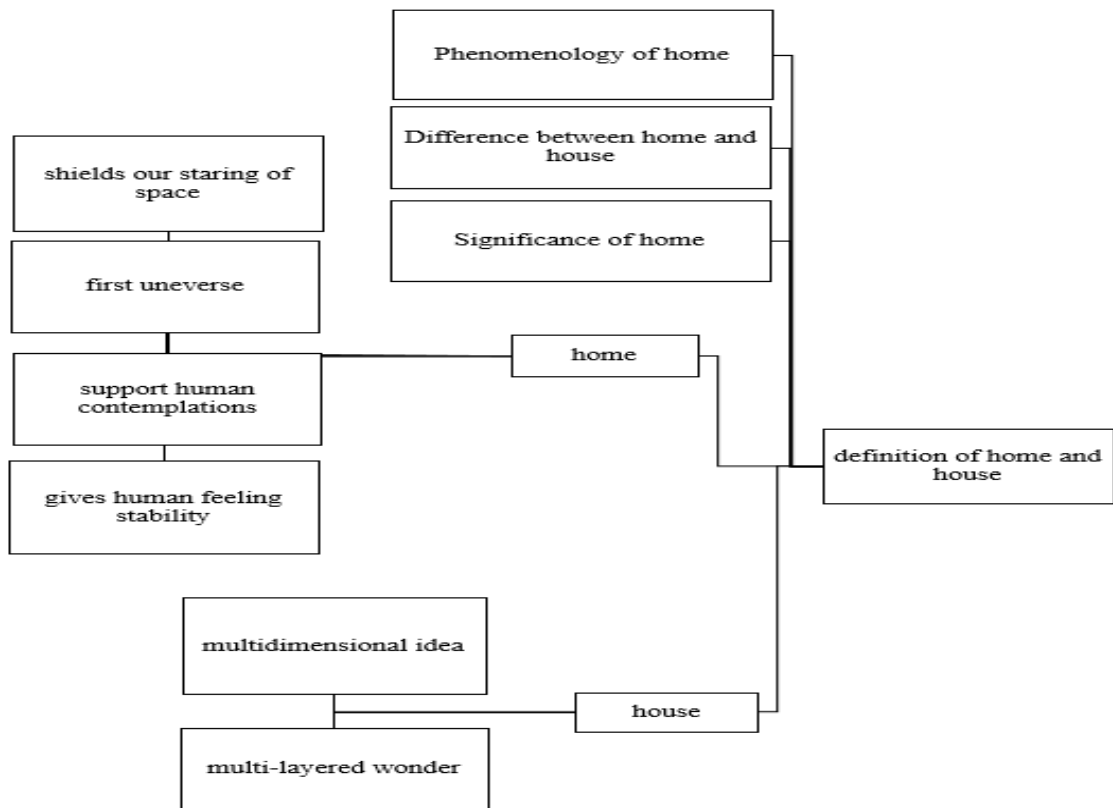 Phenomenology of home
Difference between home and
house
Significance of home
shields our staring of
space
first uneverse
support human
contemplations
gives human feeling
stability
home
definition of home and
house
multidimensional idea
multi-layered wonder
house